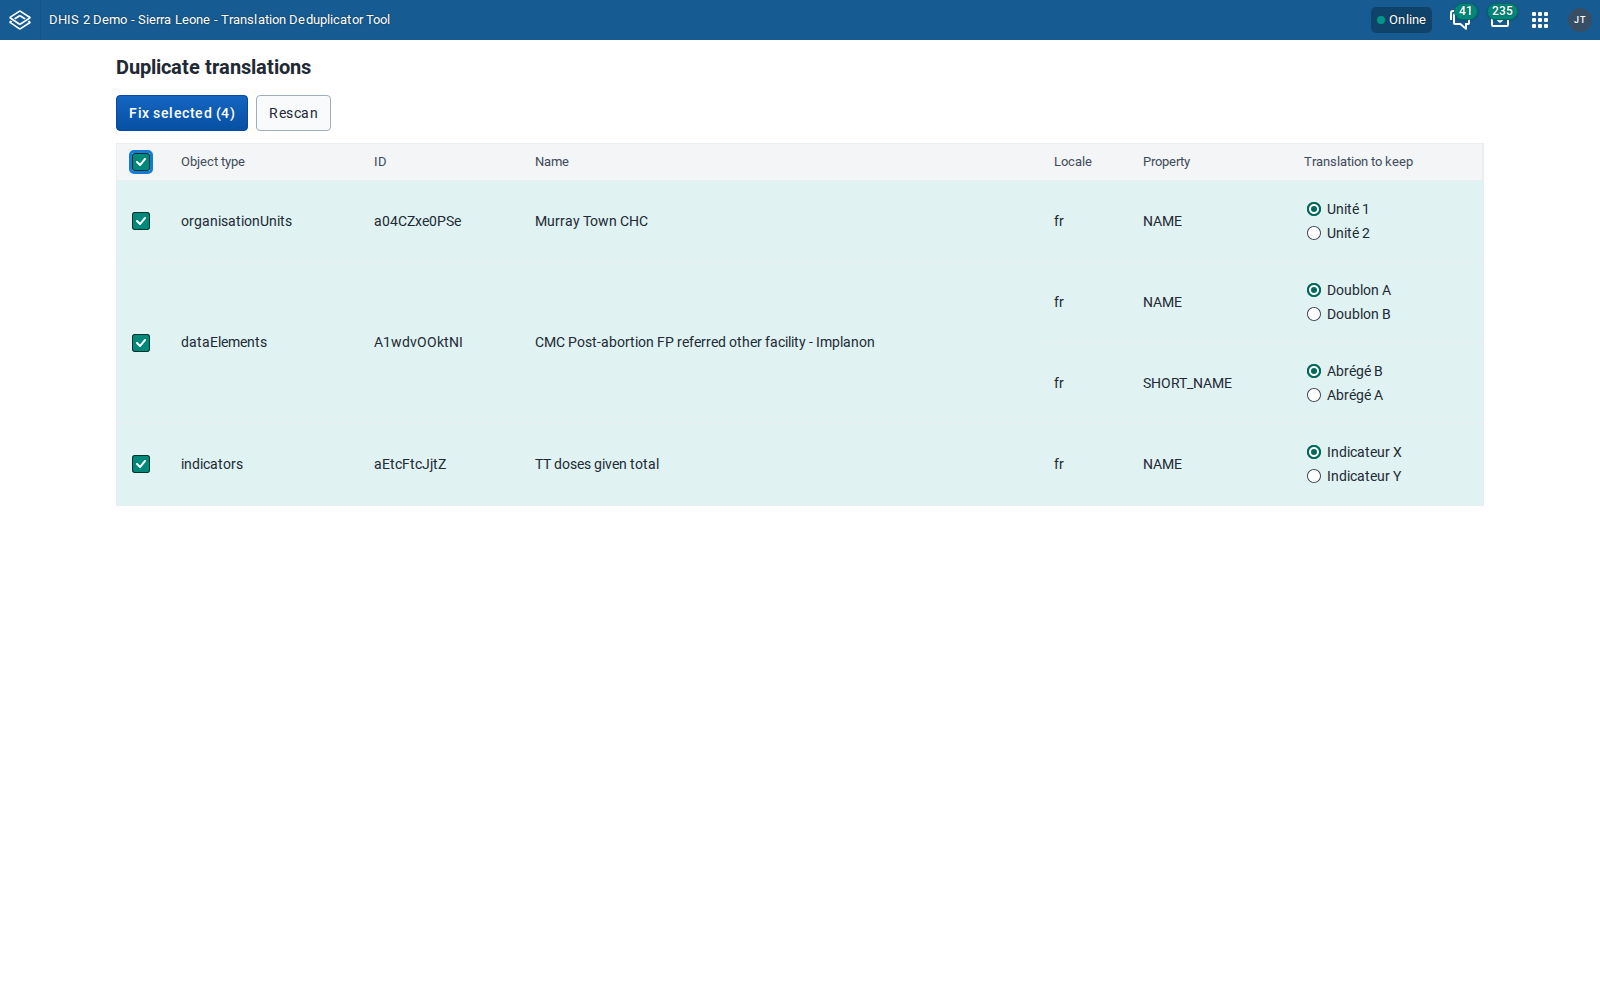 DHIS 2 Demo - Sierra Leone - Translation Deduplicator Tool
Online
41
235
JT
Duplicate translations
Fix selected (4)
Rescan
Object type ID Name Locale Property Translation to keep
organisationUnits a04CZxe0PSe Murray Town CHC fr NAME
Unité 1
Unité 2
dataElements A1wdvOOktNI CMC Post-abortion FP referred other facility - Implanon
fr NAME
Doublon A
Doublon B
fr SHORT_NAME
Abrégé B
Abrégé A
indicators aEtcFtcJjtZ TT doses given total fr NAME
Indicateur X
Indicateur Y